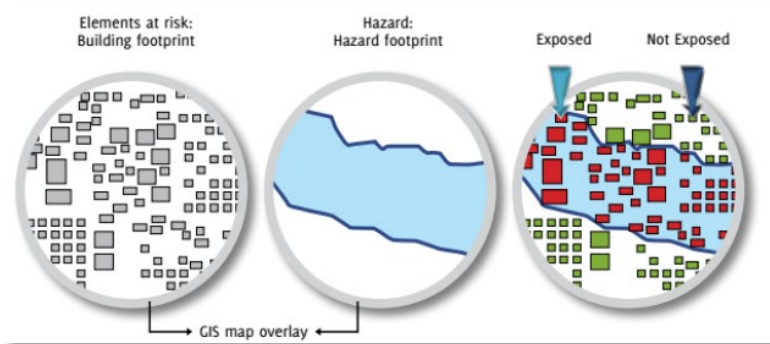 Elements at risk:
Building footprint
Hazard:
Hazard footprint
Exposed
Not Exposed
GIS map overlay